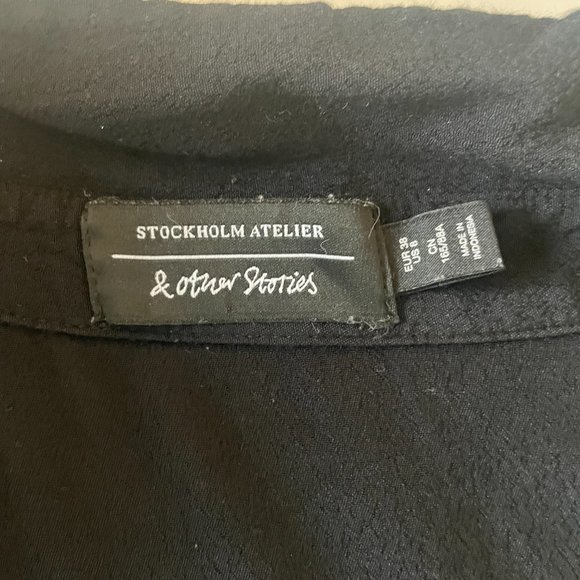 STOCKHOLM ATELIER
& Other Stories
EUR 38
US 8
CN
165/88A
MADE IN
INDONESIA